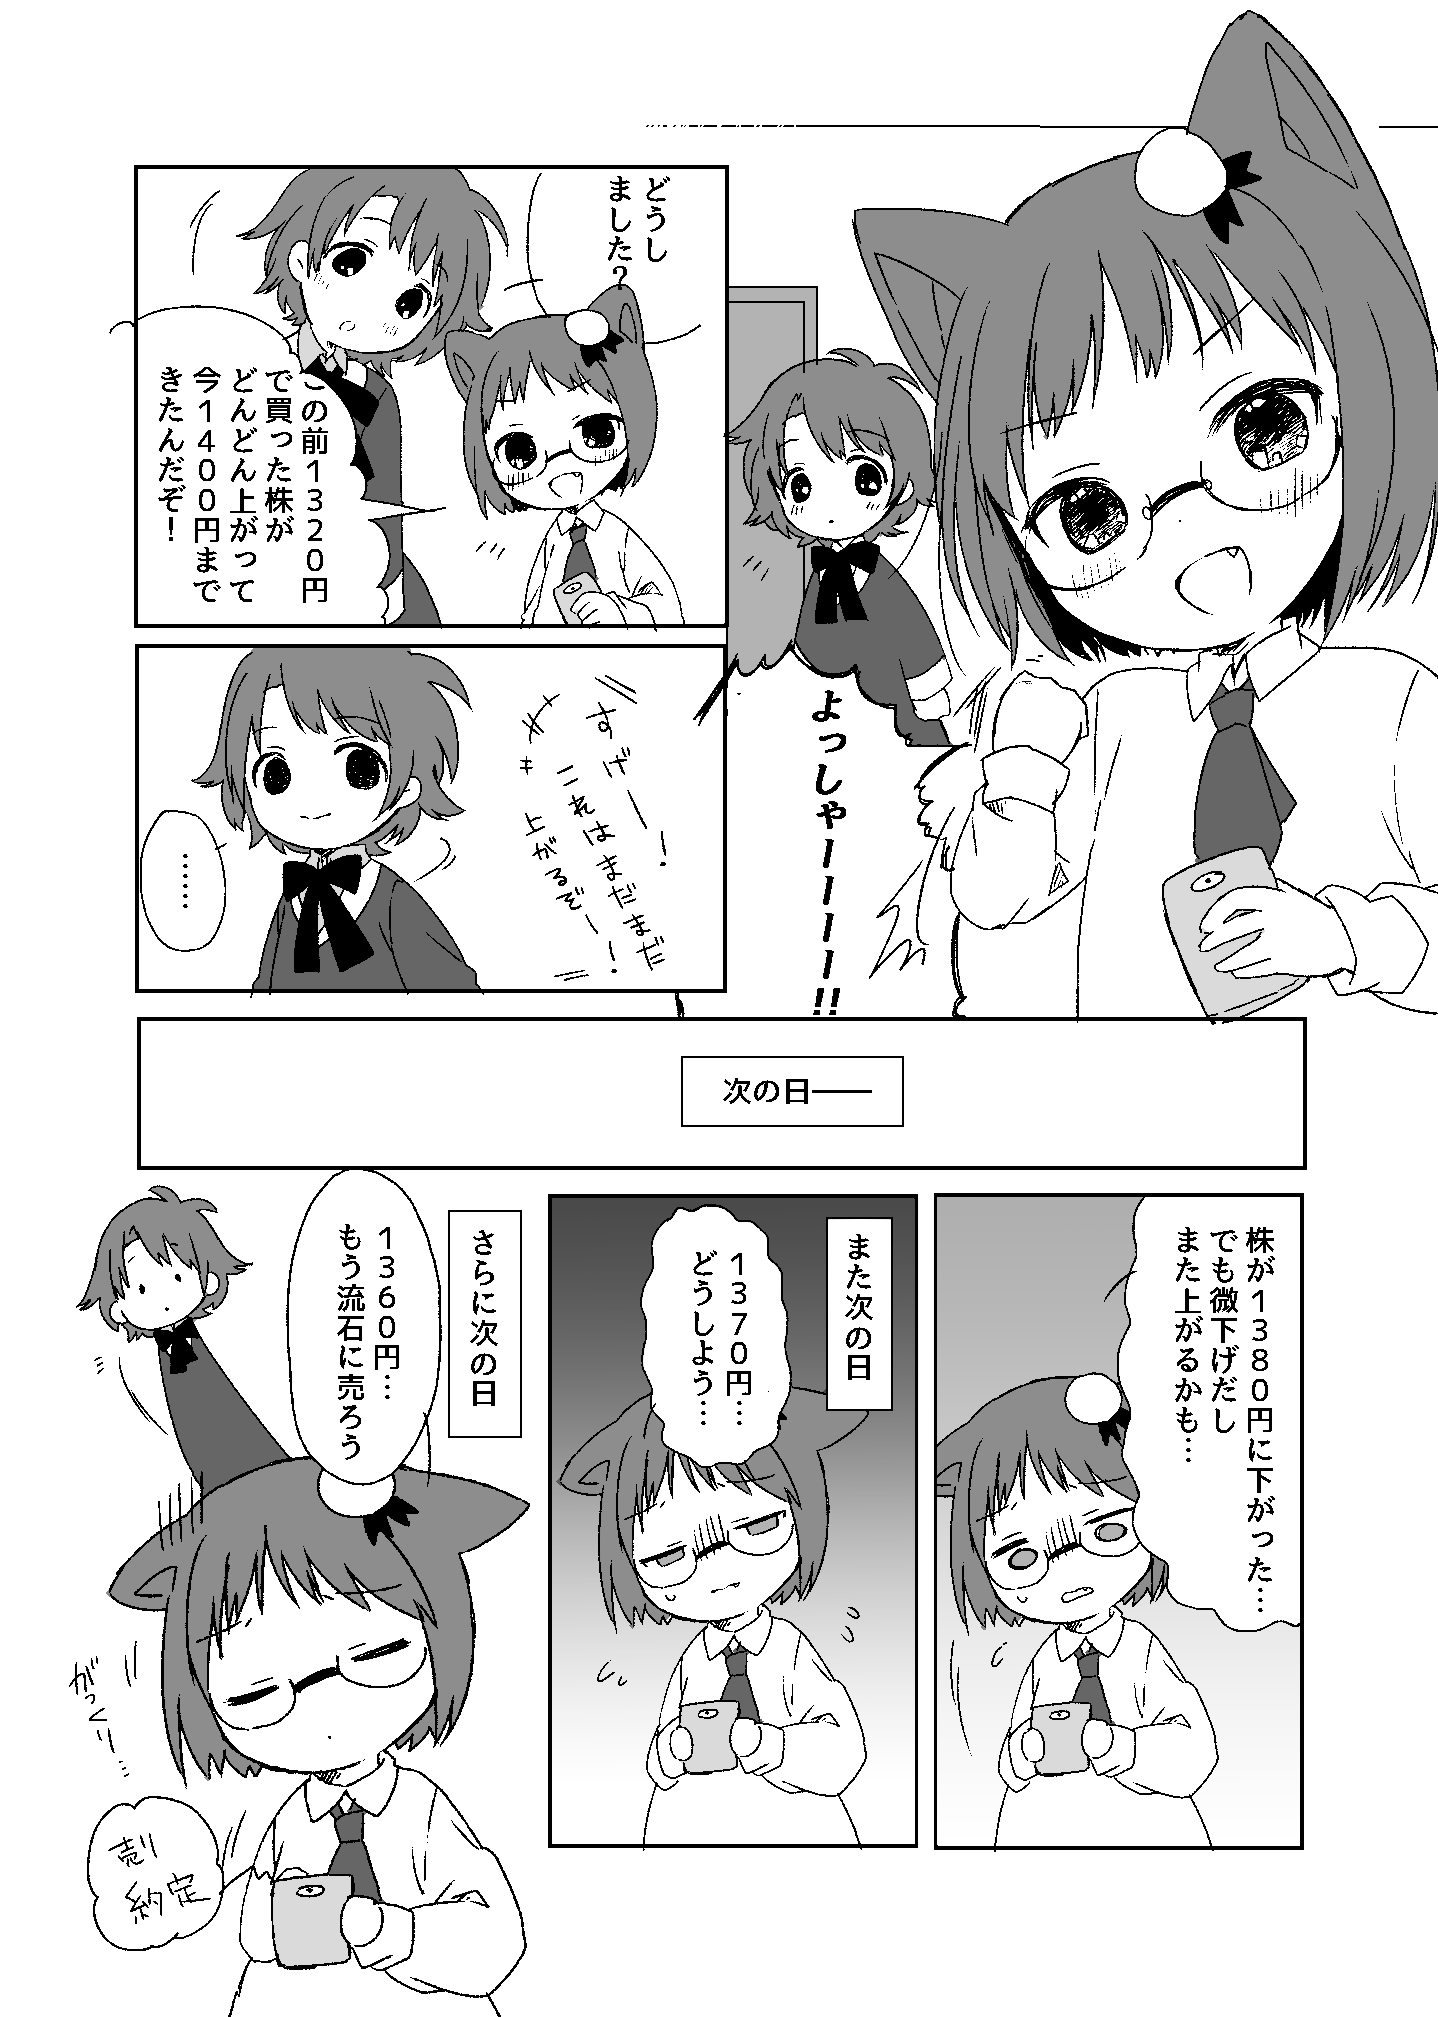 よっしゃーーーー!!
どうし
ました?
この前1320円
で買った株が
どんどん上がって
今1400円まで
きたんだぞ!
すげー!
これはまだまだ
上がるぞー!
……
次の日――
株が1380円に下がった…
でも微下げだし
また上がるかも…
また次の日
1370円…
どうしよう…
さらに次の日
1360円…
もう流石に売ろう
がっくり…
売り
約定